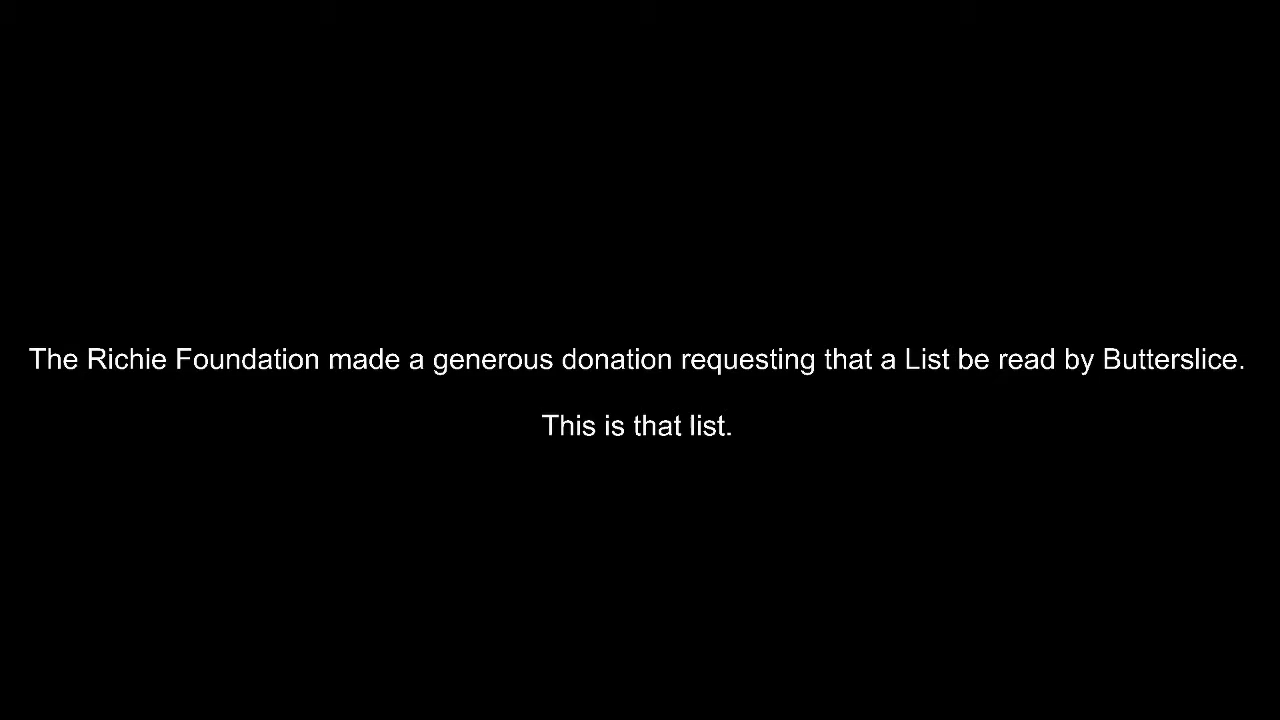 The Richie Foundation made a generous donation requesting that a List be read by Butterslice.
This is that list.